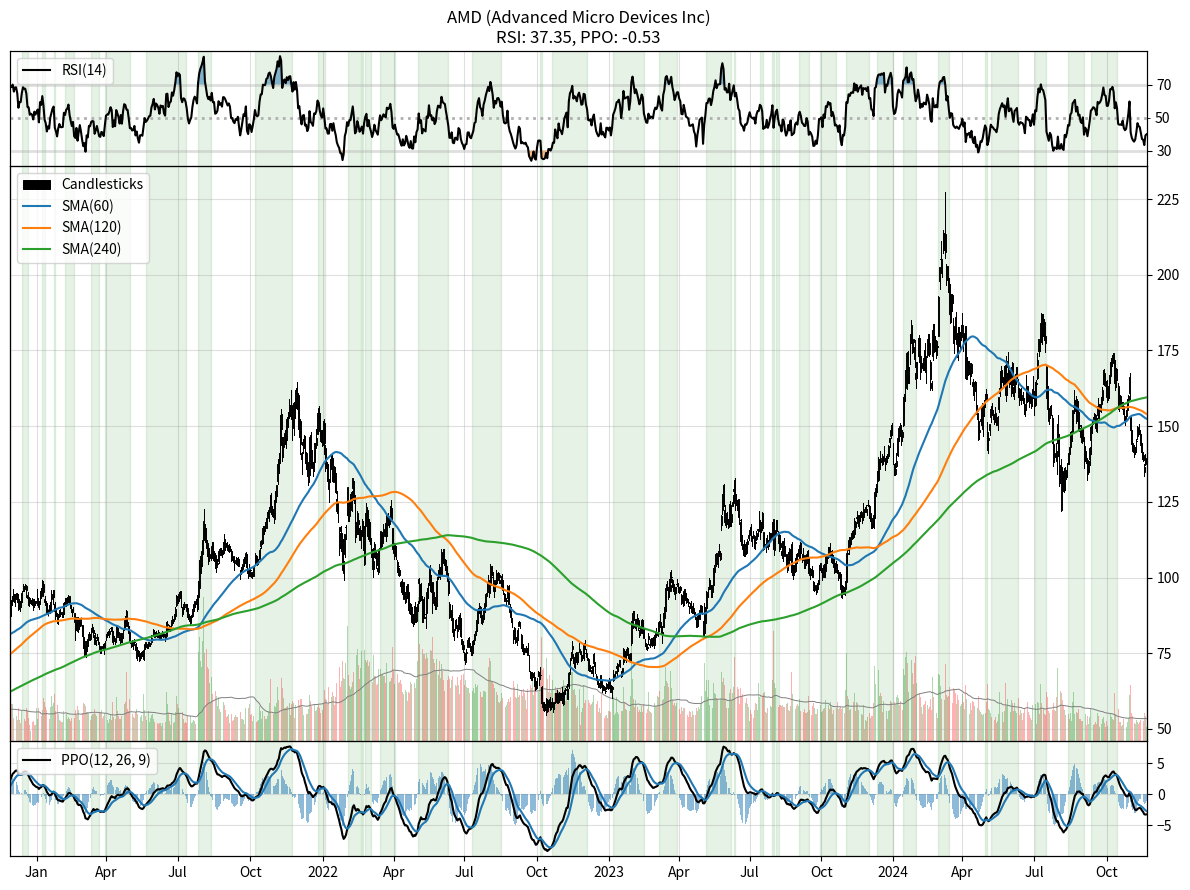 AMD (Advanced Micro Devices Inc)
RSI: 37.35, PPO: -0.53
RSI(14)
70
50
30
Candlesticks
SMA(60)
SMA(120)
SMA(240)
225
200
175
150
125
100
75
50
PPO(12, 26, 9)
5
0
−5
Jan Apr Jul Oct 2022 Apr Jul Oct 2023 Apr Jul Oct 2024 Apr Jul Oct